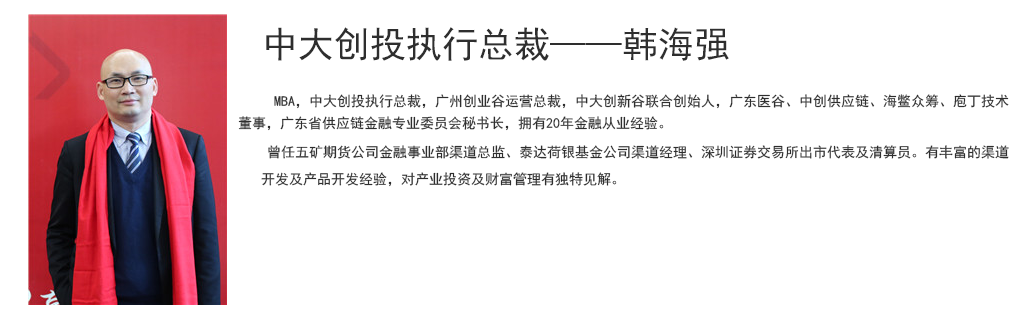 中大创投执行总裁——韩海强
MBA，中大创投执行总裁，广州创业谷运营总裁，中大创新谷联合创始人，广东医谷、中创供应链、海鳖众筹、庖丁技术
董事，广东省供应链金融专业委员会秘书长，拥有20年金融从业经验。
曾任五矿期货公司金融事业部渠道总监、泰达荷银基金公司渠道经理、深圳证券交易所出市代表及清算员。有丰富的渠道
开发及产品开发经验，对产业投资及财富管理有独特见解。